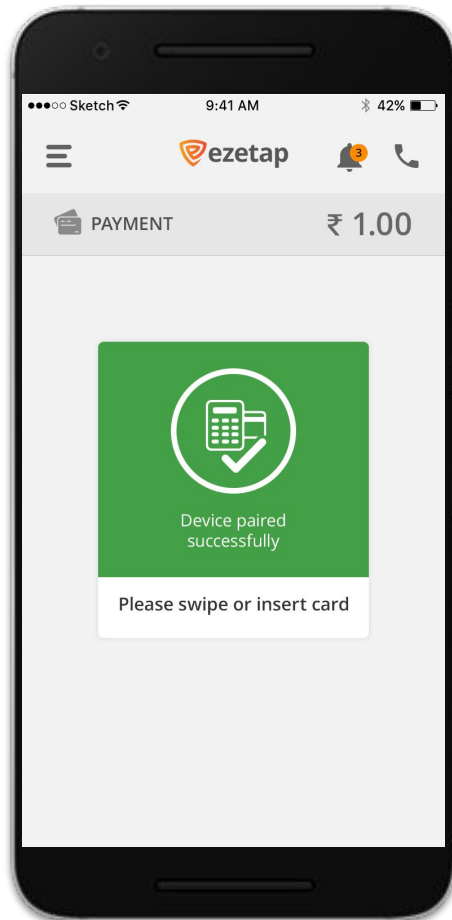 Sketch 9:41 AM 42%
ezetap 3
PAYMENT ₹ 1.00
Device paired
successfully
Please swipe or insert card